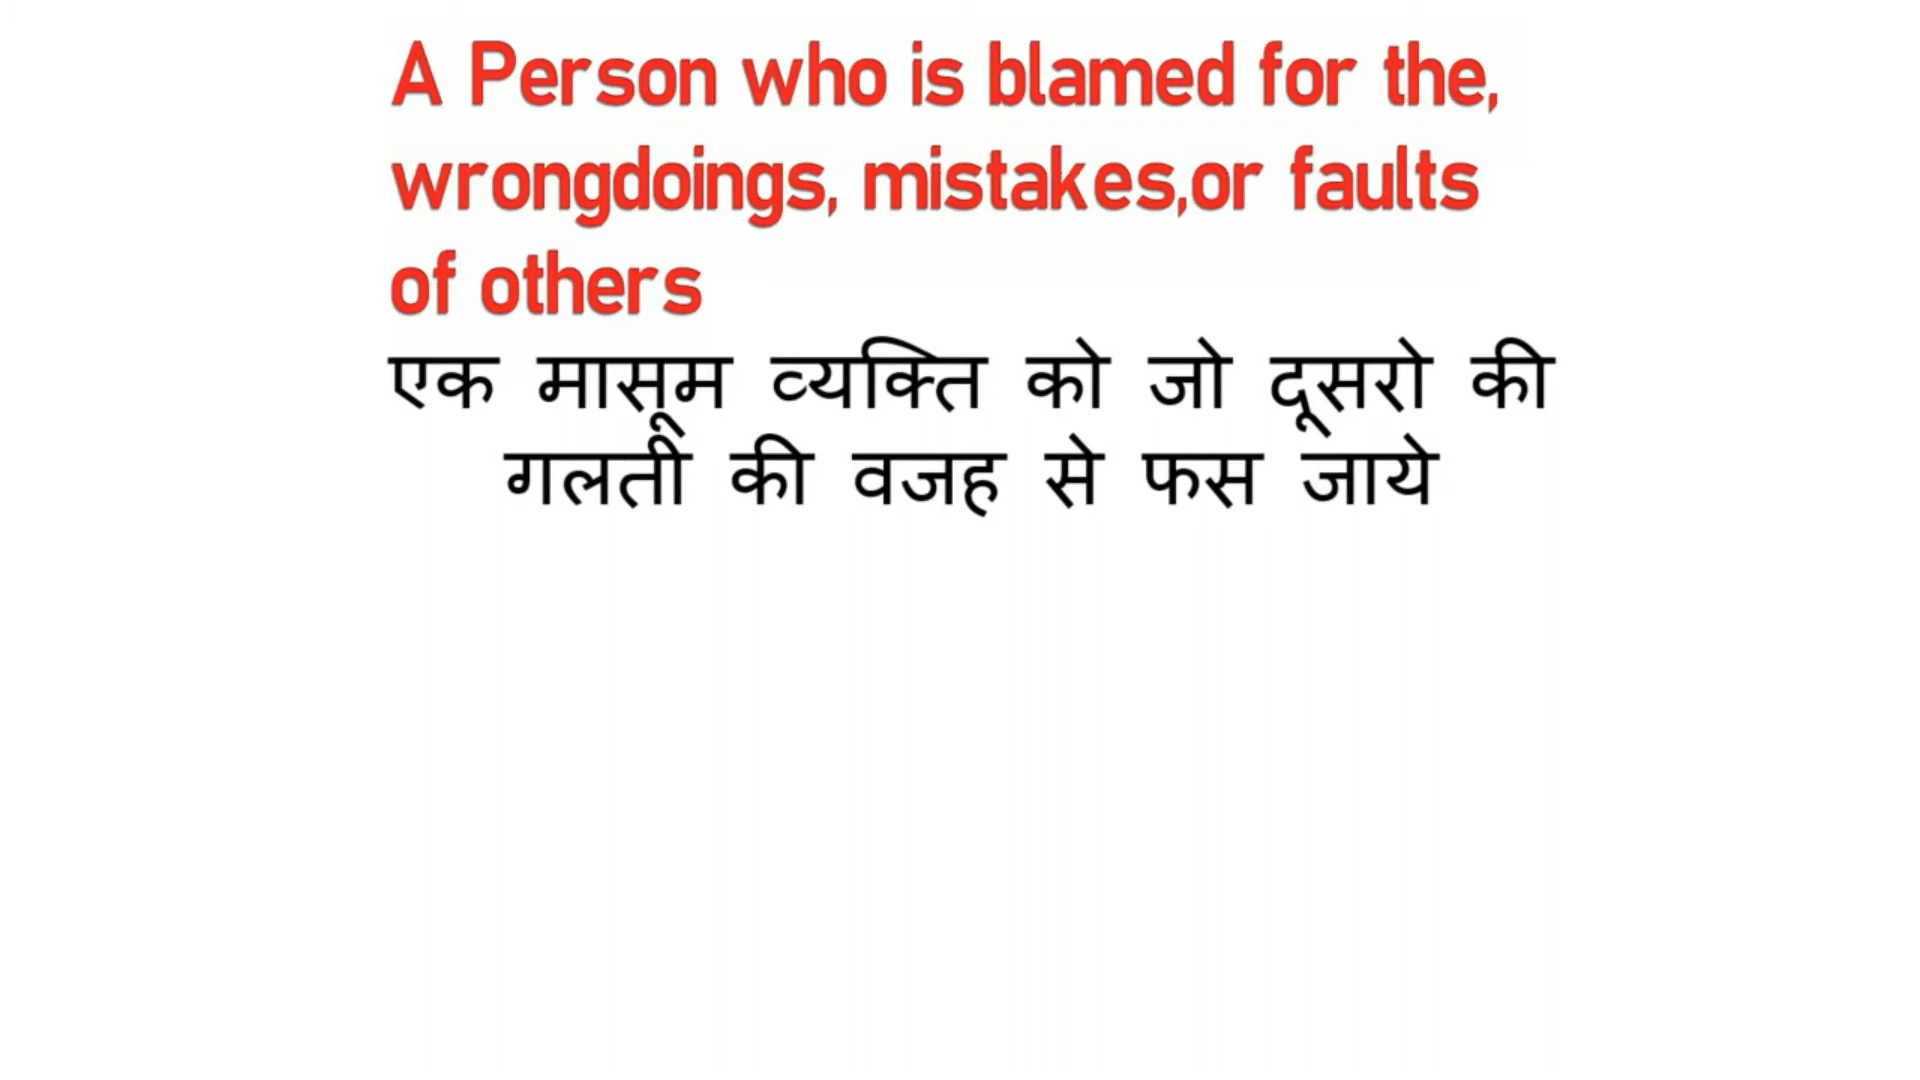 A Person who is blamed for the,
wrongdoings, mistakes,or faults
of others
एक मासूम व्यक्ति को जो दूसरो की
गलती की वजह से फस जाये